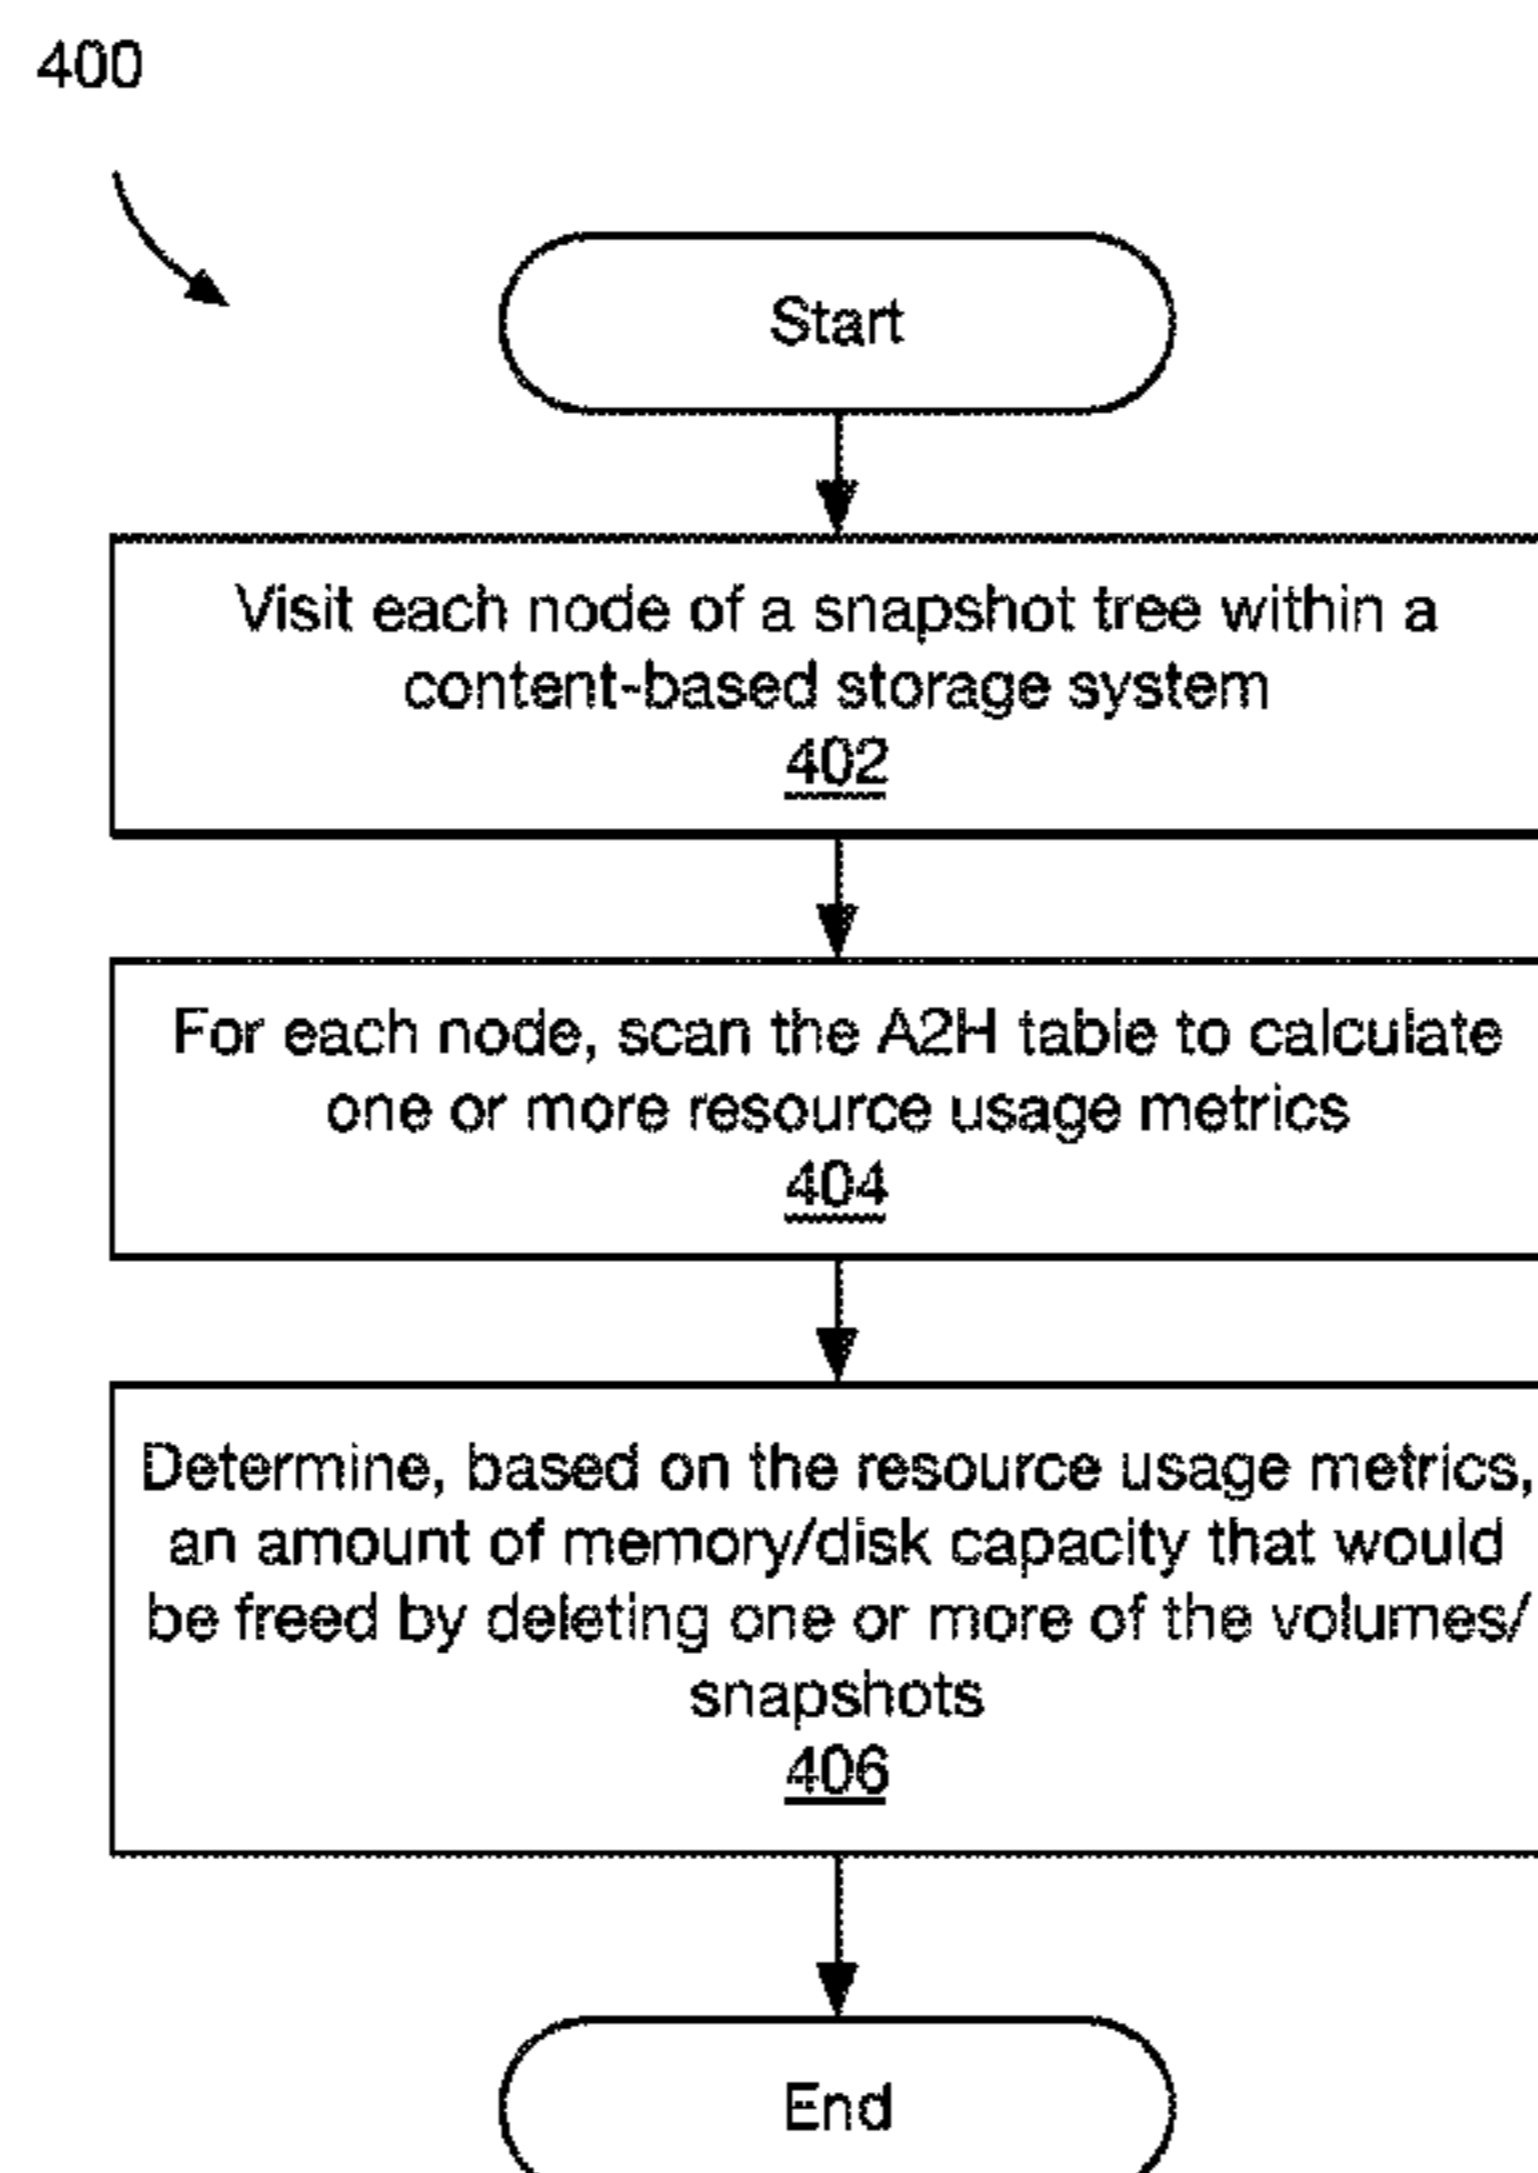 400
Start
Visit each node of a snapshot tree within a
content-based storage system
402
For each node, scan the A2H table to calculate
one or more resource usage metrics
404
Determine, based on the resource usage metrics,
an amount of memory/disk capacity that would
be freed by deleting one or more of the volumes/
snapshots
406
End